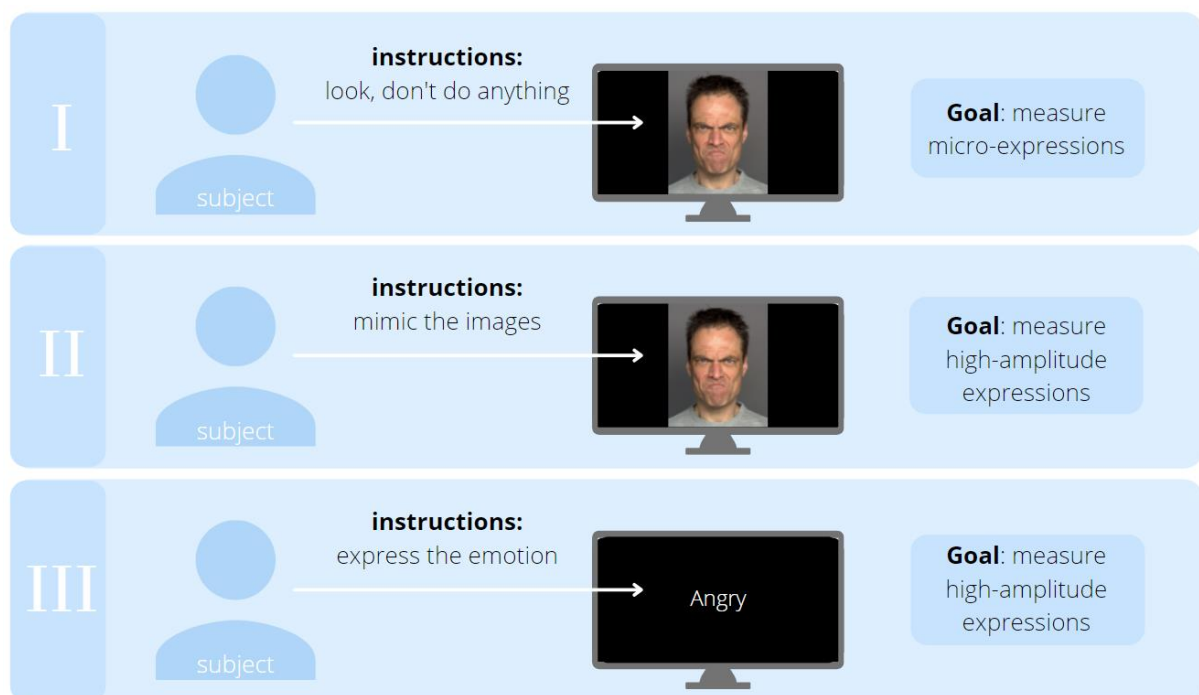 I
instructions:
look, don't do anything
subject
Goal: measure
micro-expressions
II
instructions:
mimic the images
subject
Goal: measure
high-amplitude
expressions
III
instructions:
express the emotion
subject
Angry
Goal: measure
high-amplitude
expressions